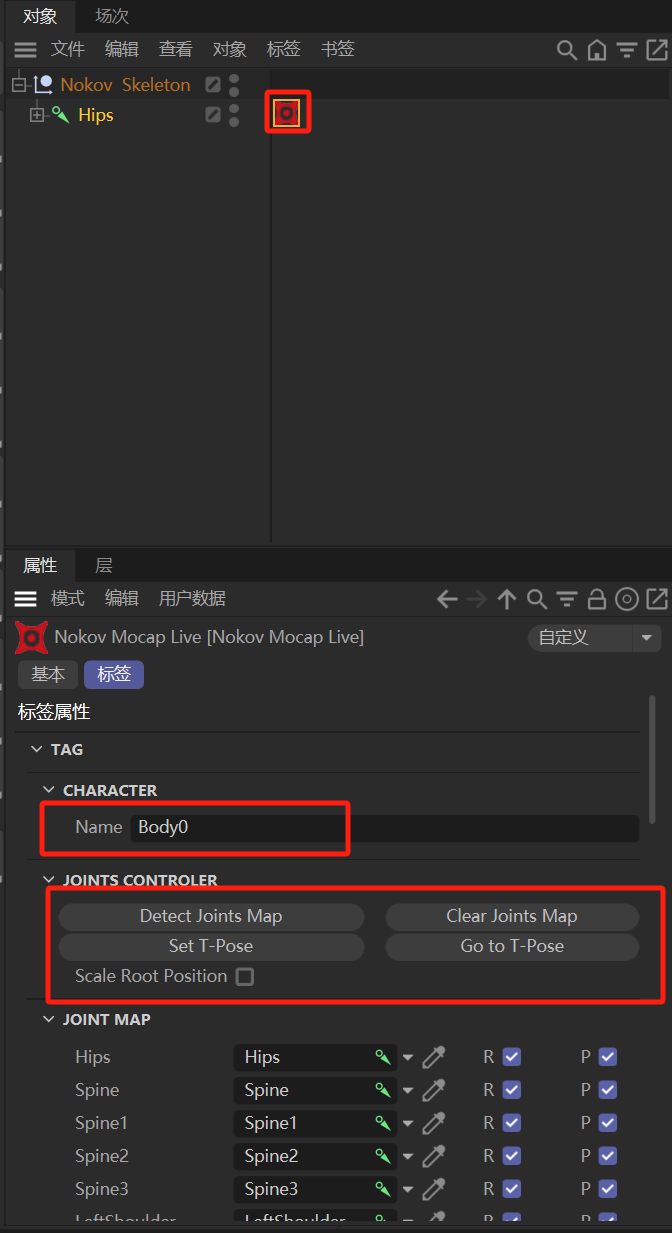 对象 场次
文件 编辑 查看 对象 标签 书签
Nokov Skeleton
Hips
属性 层
模式 编辑 用户数据
Nokov Mocap Live [Nokov Mocap Live] 自定义
基本 标签
标签属性
TAG
CHARACTER
Name Body0
JOINTS CONTROLER
Detect Joints Map Clear Joints Map
Set T-Pose Go to T-Pose
Scale Root Position
JOINT MAP
Hips Hips R P
Spine Spine R P
Spine1 Spine1 R P
Spine2 Spine2 R P
Spine3 Spine3 R P
LeftShoulder LeftShoulder R P